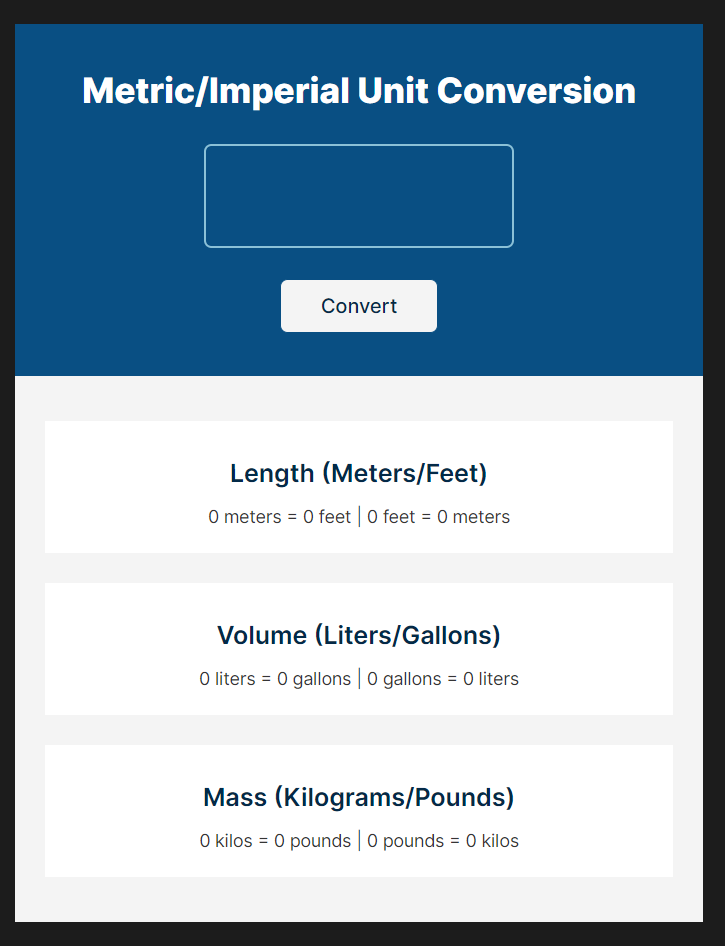 Metric/Imperial Unit Conversion
Convert
Length (Meters/Feet)
0 meters = 0 feet | 0 feet = 0 meters
Volume (Liters/Gallons)
0 liters = 0 gallons | 0 gallons = 0 liters
Mass (Kilograms/Pounds)
0 kilos = 0 pounds | 0 pounds = 0 kilos